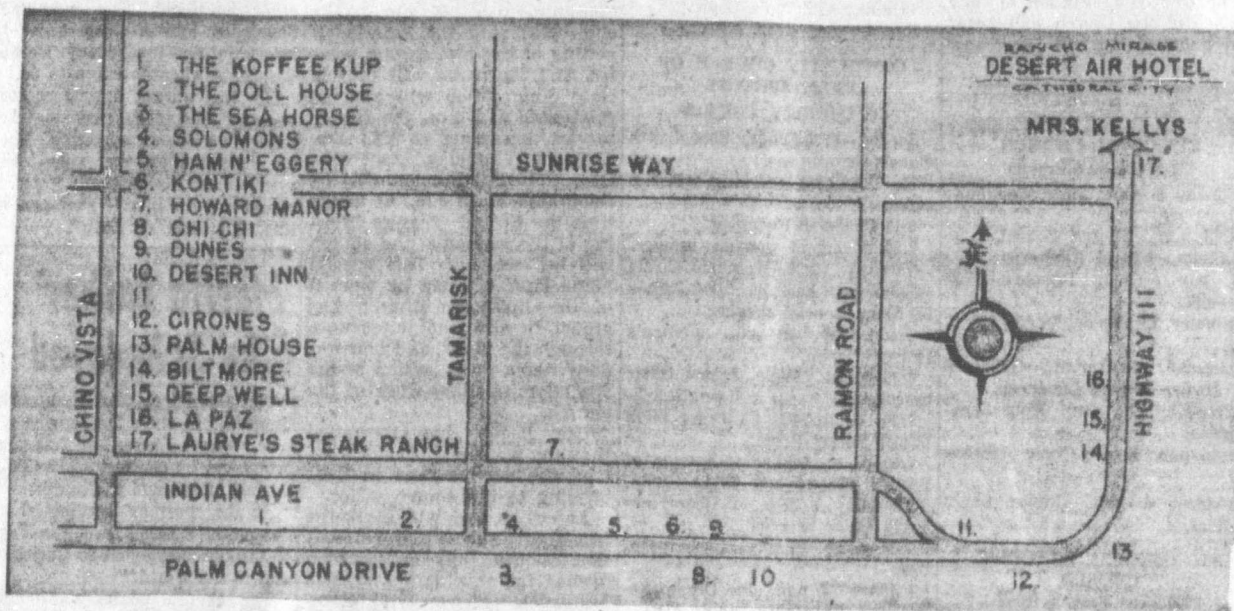 1. THE KOFFEE KUP
2. THE DOLL HOUSE
3. THE SEA HORSE
4. SOLOMONS
5. HAM N' EGGERY
6. KONTIKI
7. HOWARD MANOR
8. CHI CHI
9. DUNES
10. DESERT INN
11.
12. CIRONES
13. PALM HOUSE
14. BILTMORE
15. DEEP WELL
16. LA PAZ
17. LAURYE'S STEAK RANCH
RANCHO MIRAGE
DESERT AIR HOTEL
CATHEDRAL CITY
MRS. KELLYS
17.
SUNRISE WAY
CHINO VISTA
TAMARISK
RAMON ROAD
HIGHWAY 111
16.
15.
14.
7.
INDIAN AVE
1.
2.
4.
5.
6.
9.
11.
13.
PALM CANYON DRIVE
3.
8.
10
12.